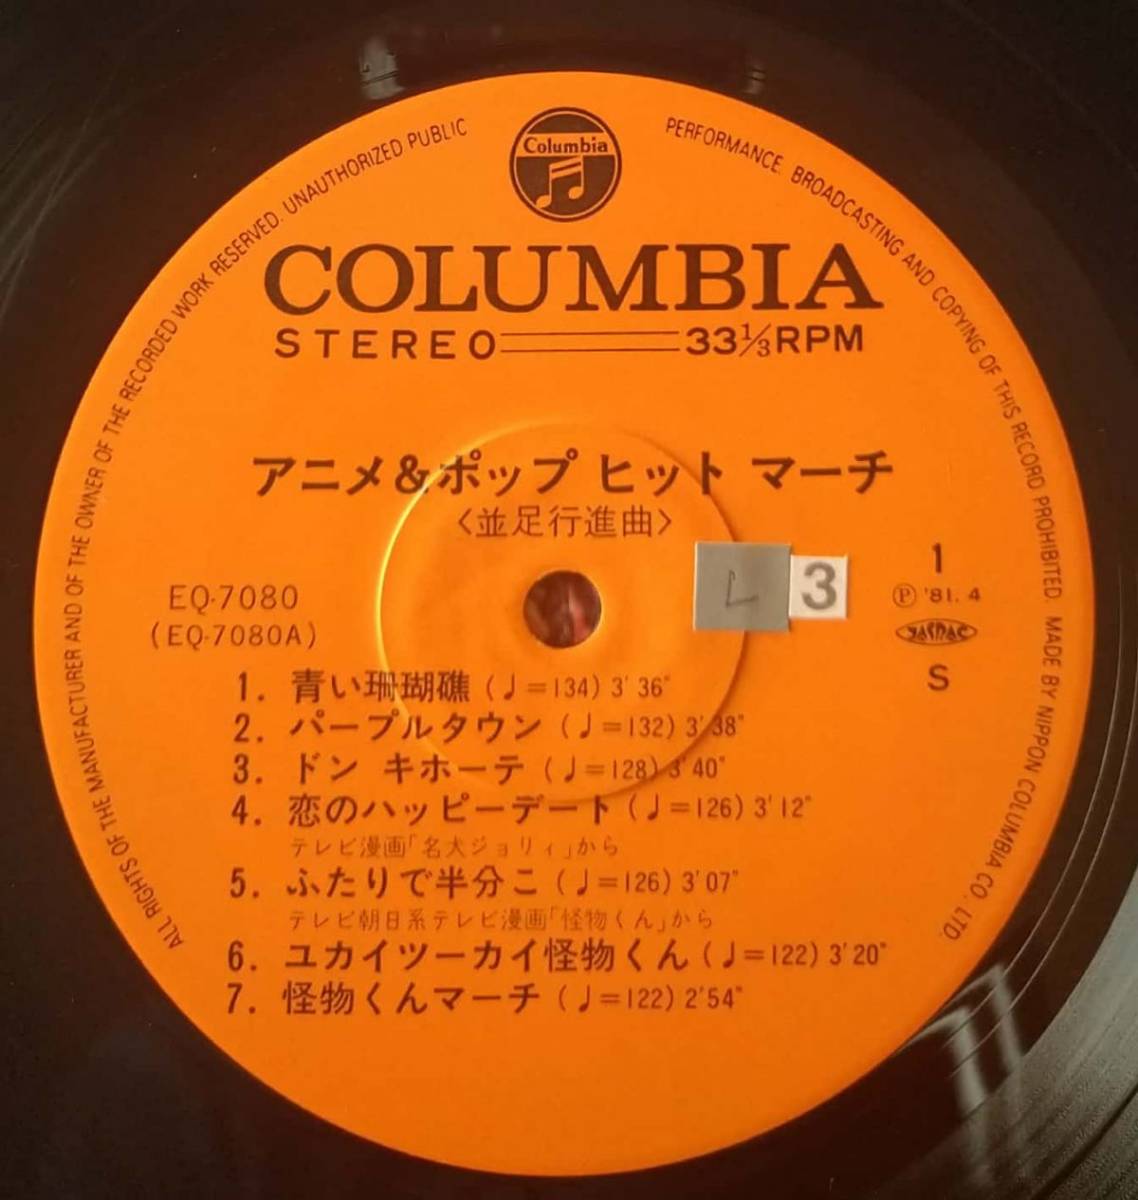 Columbia
COLUMBIA
STEREO 33⅓RPM
アニメ&ポップ ヒット マーチ
〈並足行進曲〉
L 3
1
EQ-7080
(EQ-7080A)
Ⓟ '81. 4
JASRAC
S
1. 青い珊瑚礁 (♩=134) 3'36"
2. パープルタウン (♩=132) 3'38"
3. ドン キホーテ (♩=128) 3'40"
4. 恋のハッピーデート (♩=126) 3'12"
テレビ漫画「名犬ジョリィ」から
5. ふたりで半分こ (♩=126) 3'07"
テレビ朝日系テレビ漫画「怪物くん」から
6. ユカイツーカイ怪物くん (♩=122) 3'20"
7. 怪物くんマーチ (♩=122) 2'54"
ALL RIGHTS OF THE MANUFACTURER AND OF THE OWNER OF THE RECORDED WORK RESERVED. UNAUTHORIZED PUBLIC PERFORMANCE. BROADCASTING AND COPYING OF THIS RECORD PROHIBITED. MADE BY NIPPON COLUMBIA CO., LTD.